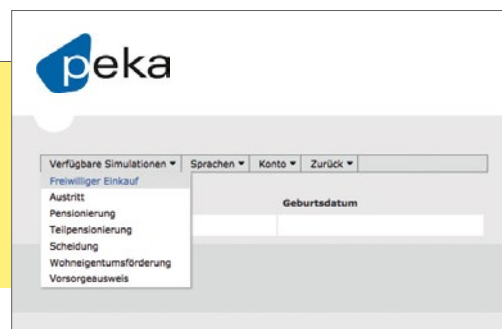 peka
Verfügbare Simulationen ▾ Sprachen ▾ Konto ▾ Zurück ▾
Freiwilliger Einkauf
Austritt
Geburtsdatum
Pensionierung
Teilpensionierung
Scheidung
Wohneigentumsförderung
Vorsorgeausweis